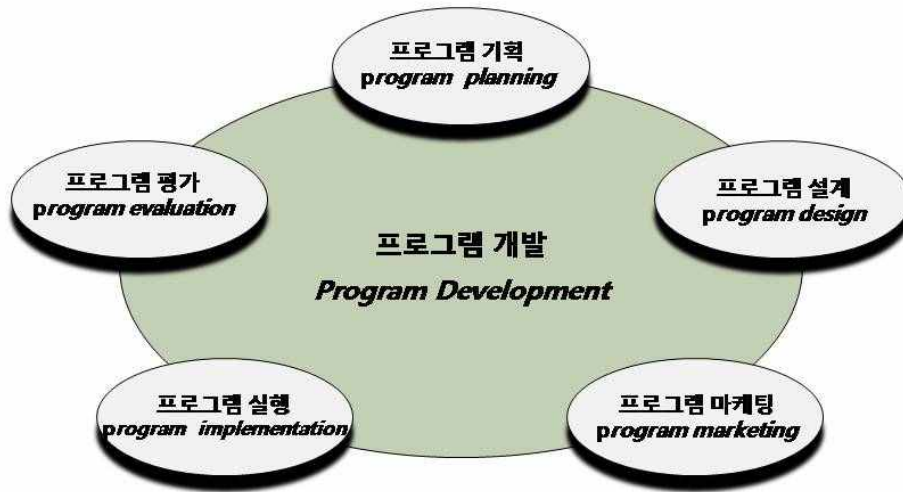 프로그램 기획
program planning
프로그램 평가
program evaluation
프로그램 설계
program design
프로그램 개발
Program Development
프로그램 실행
program implementation
프로그램 마케팅
program marketing